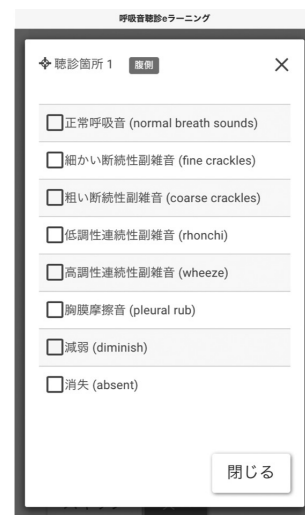 呼吸音聴診eラーニング
聴診箇所 1 腹側
正常呼吸音 (normal breath sounds)
細かい断続性副雑音 (fine crackles)
粗い断続性副雑音 (coarse crackles)
低調性連続性副雑音 (rhonchi)
高調性連続性副雑音 (wheeze)
胸膜摩擦音 (pleural rub)
減弱 (diminish)
消失 (absent)
閉じる